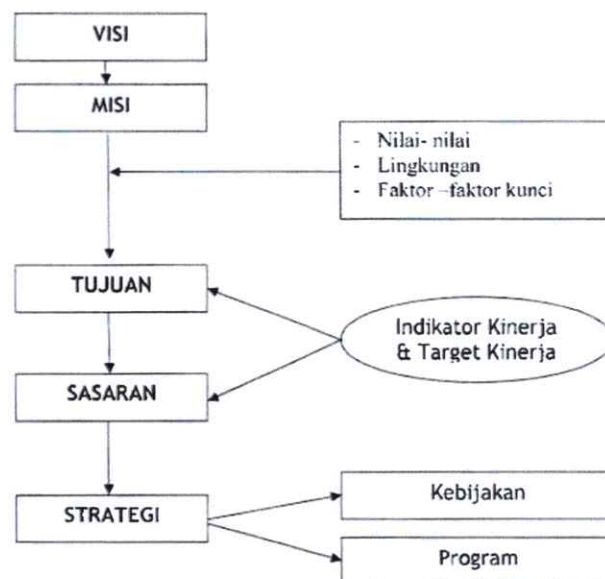 VISI
MISI
- Nilai- nilai
- Lingkungan
- Faktor –faktor kunci
TUJUAN
Indikator Kinerja
& Target Kinerja
SASARAN
STRATEGI
Kebijakan
Program